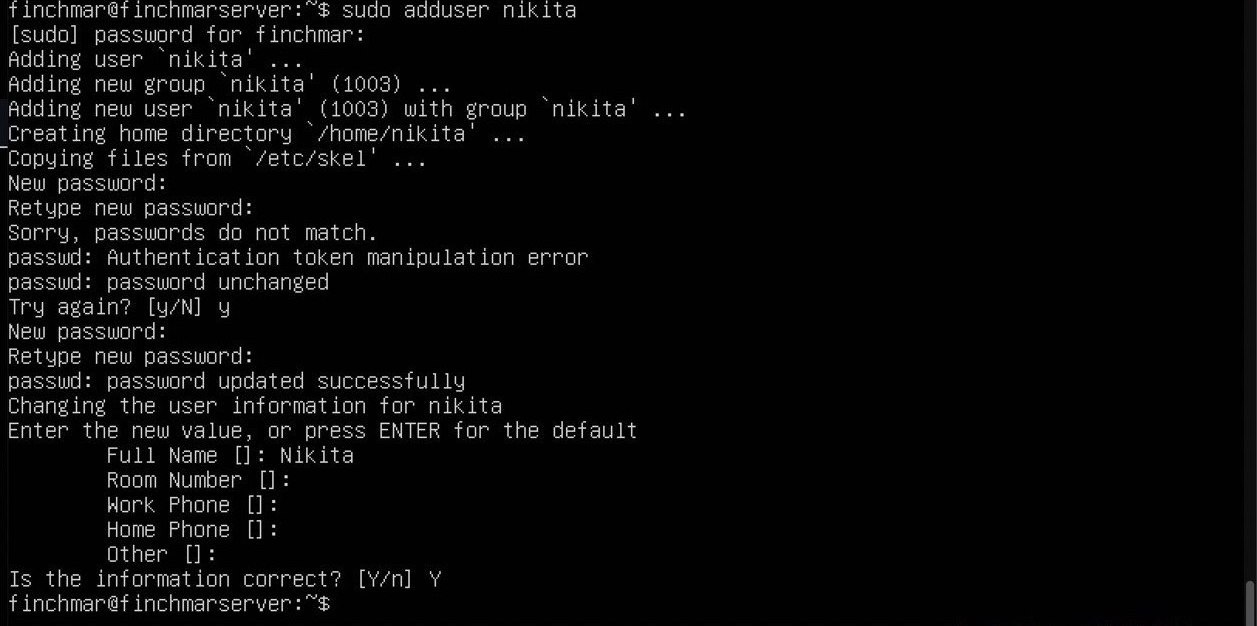 finchmar@finchmarserver:~$ sudo adduser nikita
[sudo] password for finchmar:
Adding user `nikita' ...
Adding new group `nikita' (1003) ...
Adding new user `nikita' (1003) with group `nikita' ...
Creating home directory `/home/nikita' ...
Copying files from `/etc/skel' ...
New password:
Retype new password:
Sorry, passwords do not match.
passwd: Authentication token manipulation error
passwd: password unchanged
Try again? [y/N] y
New password:
Retype new password:
passwd: password updated successfully
Changing the user information for nikita
Enter the new value, or press ENTER for the default
Full Name []: Nikita
Room Number []:
Work Phone []:
Home Phone []:
Other []:
Is the information correct? [Y/n] Y
finchmar@finchmarserver:~$